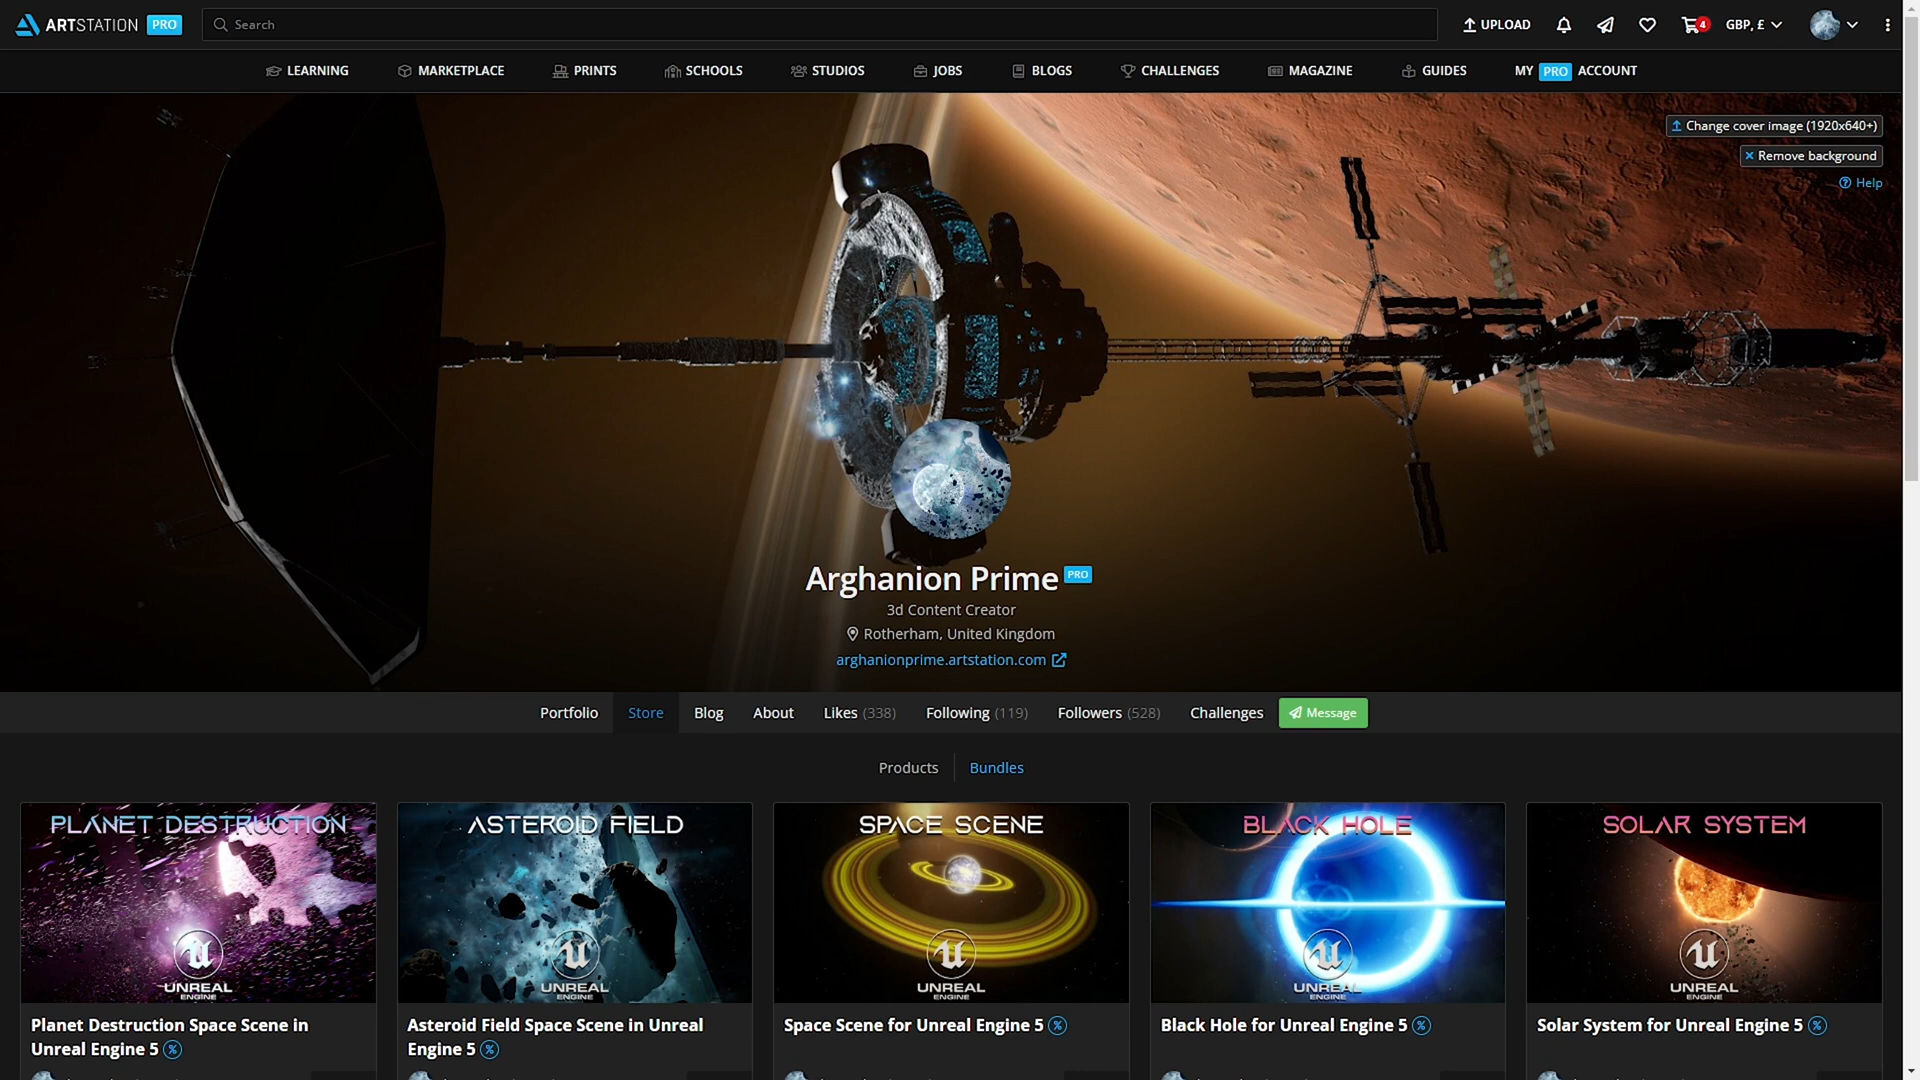 ARTSTATION PRO
Search
UPLOAD
4
GBP, £
LEARNING
MARKETPLACE
PRINTS
SCHOOLS
STUDIOS
JOBS
BLOGS
CHALLENGES
MAGAZINE
GUIDES
MY PRO ACCOUNT
Change cover image (1920x640+)
Remove background
Help
Arghanion Prime PRO
3d Content Creator
Rotherham, United Kingdom
arghanionprime.artstation.com
Portfolio
Store
Blog
About
Likes (338)
Following (119)
Followers (528)
Challenges
Message
Products
Bundles
PLANET DESTRUCTION
UNREAL
ENGINE
Planet Destruction Space Scene in
Unreal Engine 5 %
ASTEROID FIELD
UNREAL
ENGINE
Asteroid Field Space Scene in Unreal
Engine 5 %
SPACE SCENE
UNREAL
ENGINE
Space Scene for Unreal Engine 5 %
BLACK HOLE
UNREAL
ENGINE
Black Hole for Unreal Engine 5 %
SOLAR SYSTEM
UNREAL
ENGINE
Solar System for Unreal Engine 5 %